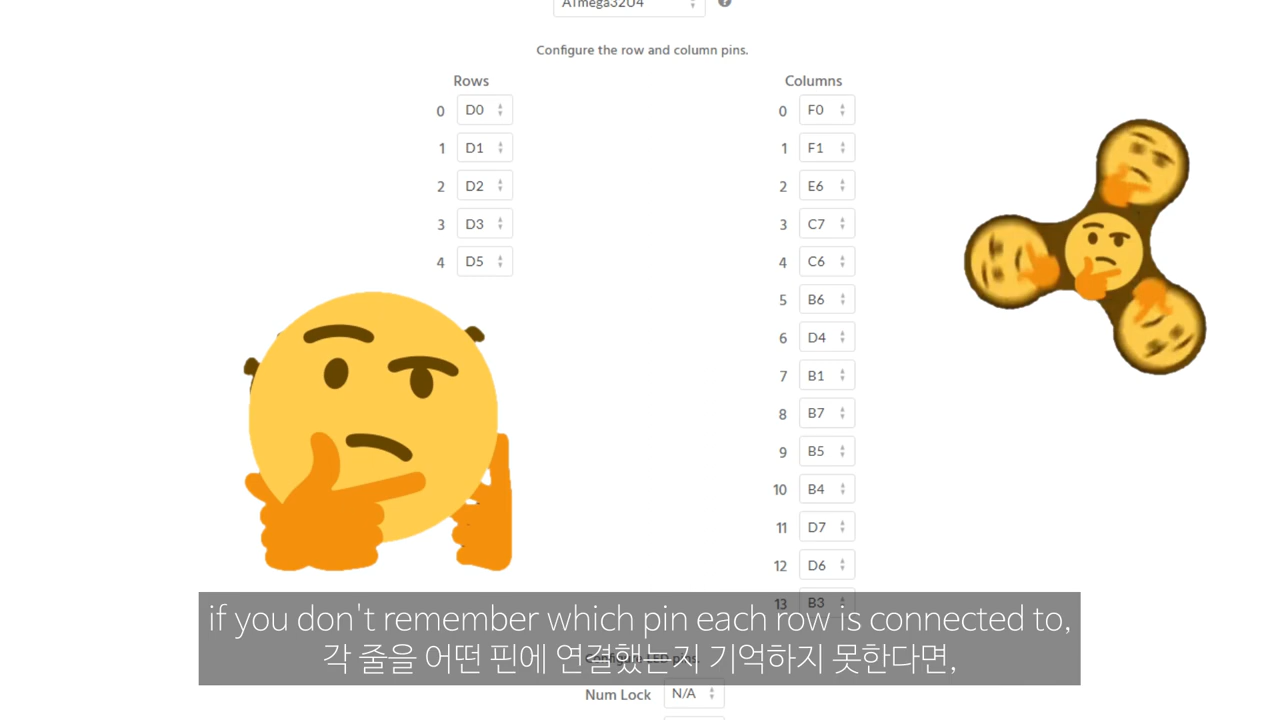 ATmega32U4
Configure the row and column pins.
Rows Columns
0 D0 0 F0
1 D1 1 F1
2 D2 2 E6
3 D3 3 C7
4 D5 4 C6
5 B6
6 D4
7 B1
8 B7
9 B5
10 B4
11 D7
12 D6
13 B3
if you don't remember which pin each row is connected to,
각 줄을 어떤 핀에 연결했는지 기억하지 못한다면,
Num Lock N/A